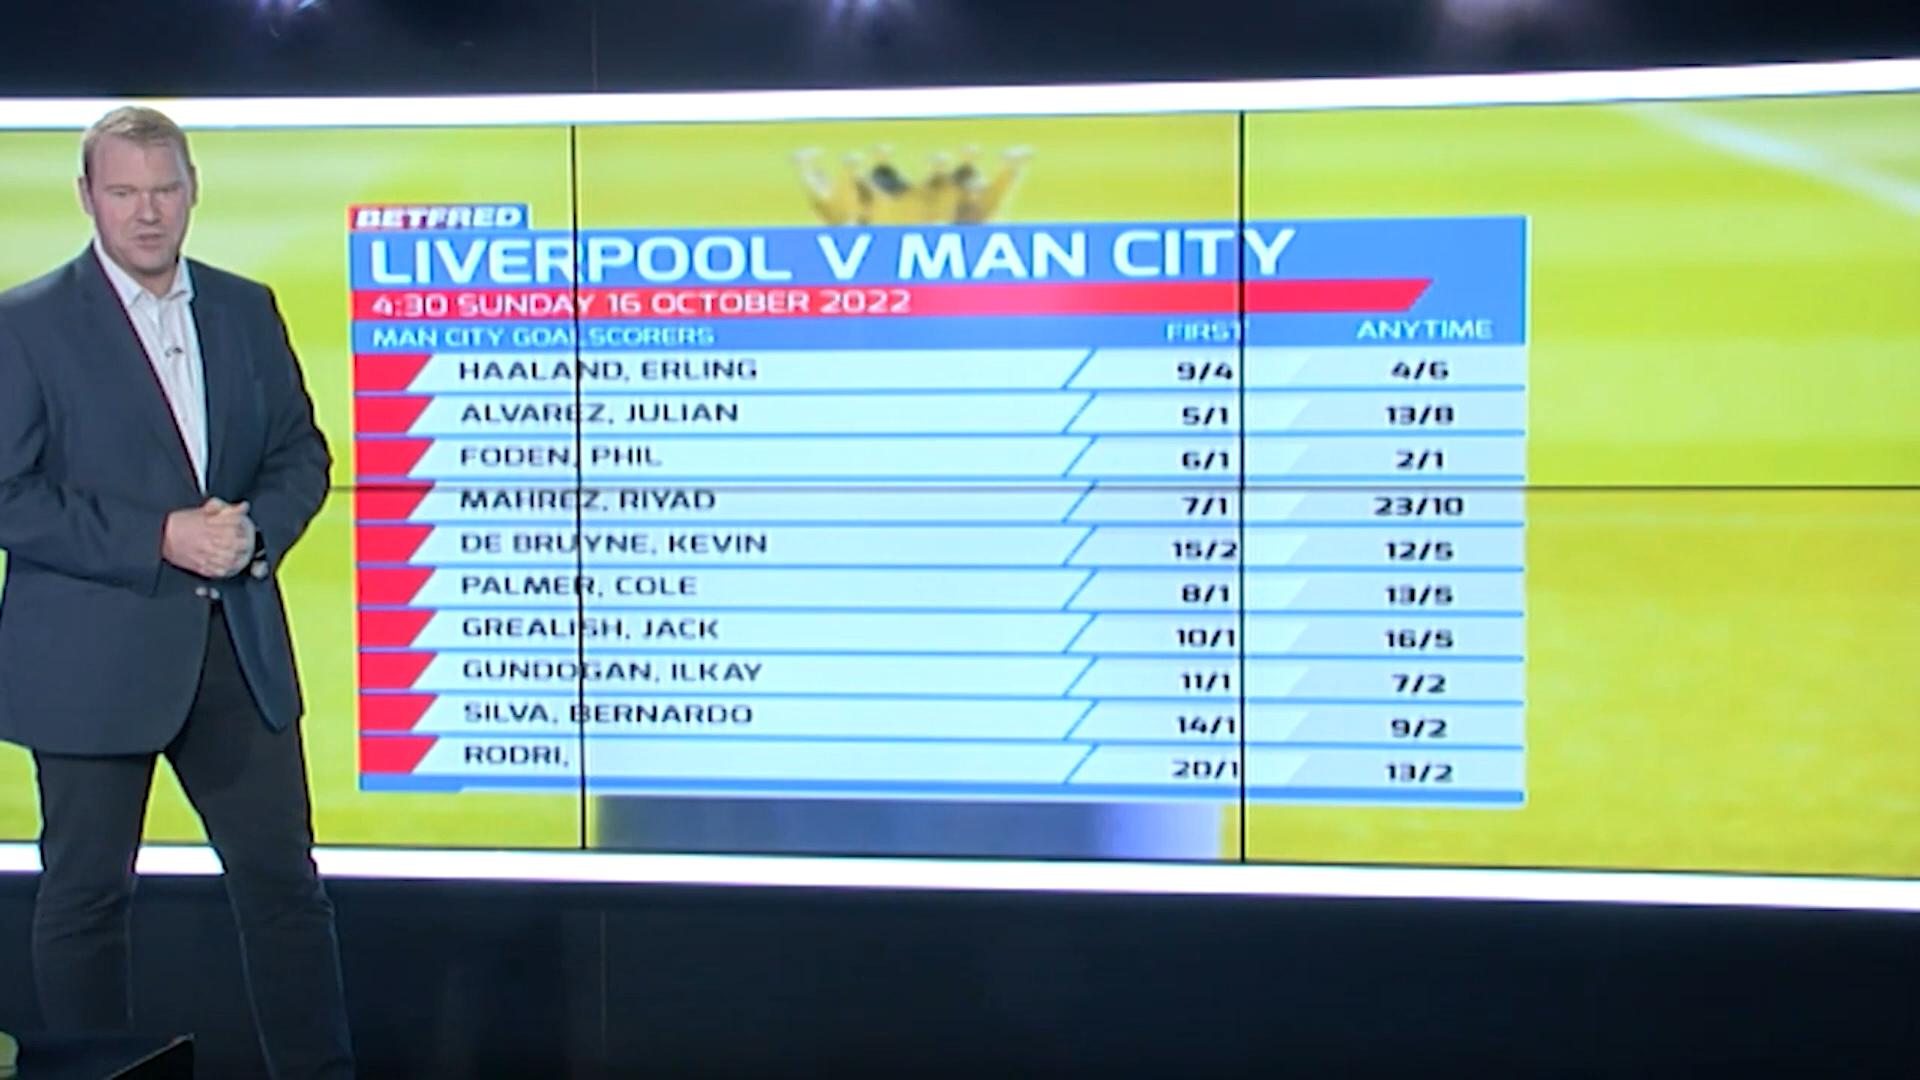 BETFRED
LIVERPOOL V MAN CITY
4:30 SUNDAY 16 OCTOBER 2022
MAN CITY GOALSCORERS FIRST ANYTIME
HAALAND, ERLING 9/4 4/6
ALVAREZ, JULIAN 5/1 13/8
FODEN, PHIL 6/1 2/1
MAHREZ, RIYAD 7/1 23/10
DE BRUYNE, KEVIN 15/2 12/5
PALMER, COLE 8/1 13/5
GREALISH, JACK 10/1 16/5
GUNDOGAN, ILKAY 11/1 7/2
SILVA, BERNARDO 14/1 9/2
RODRI, 20/1 13/2